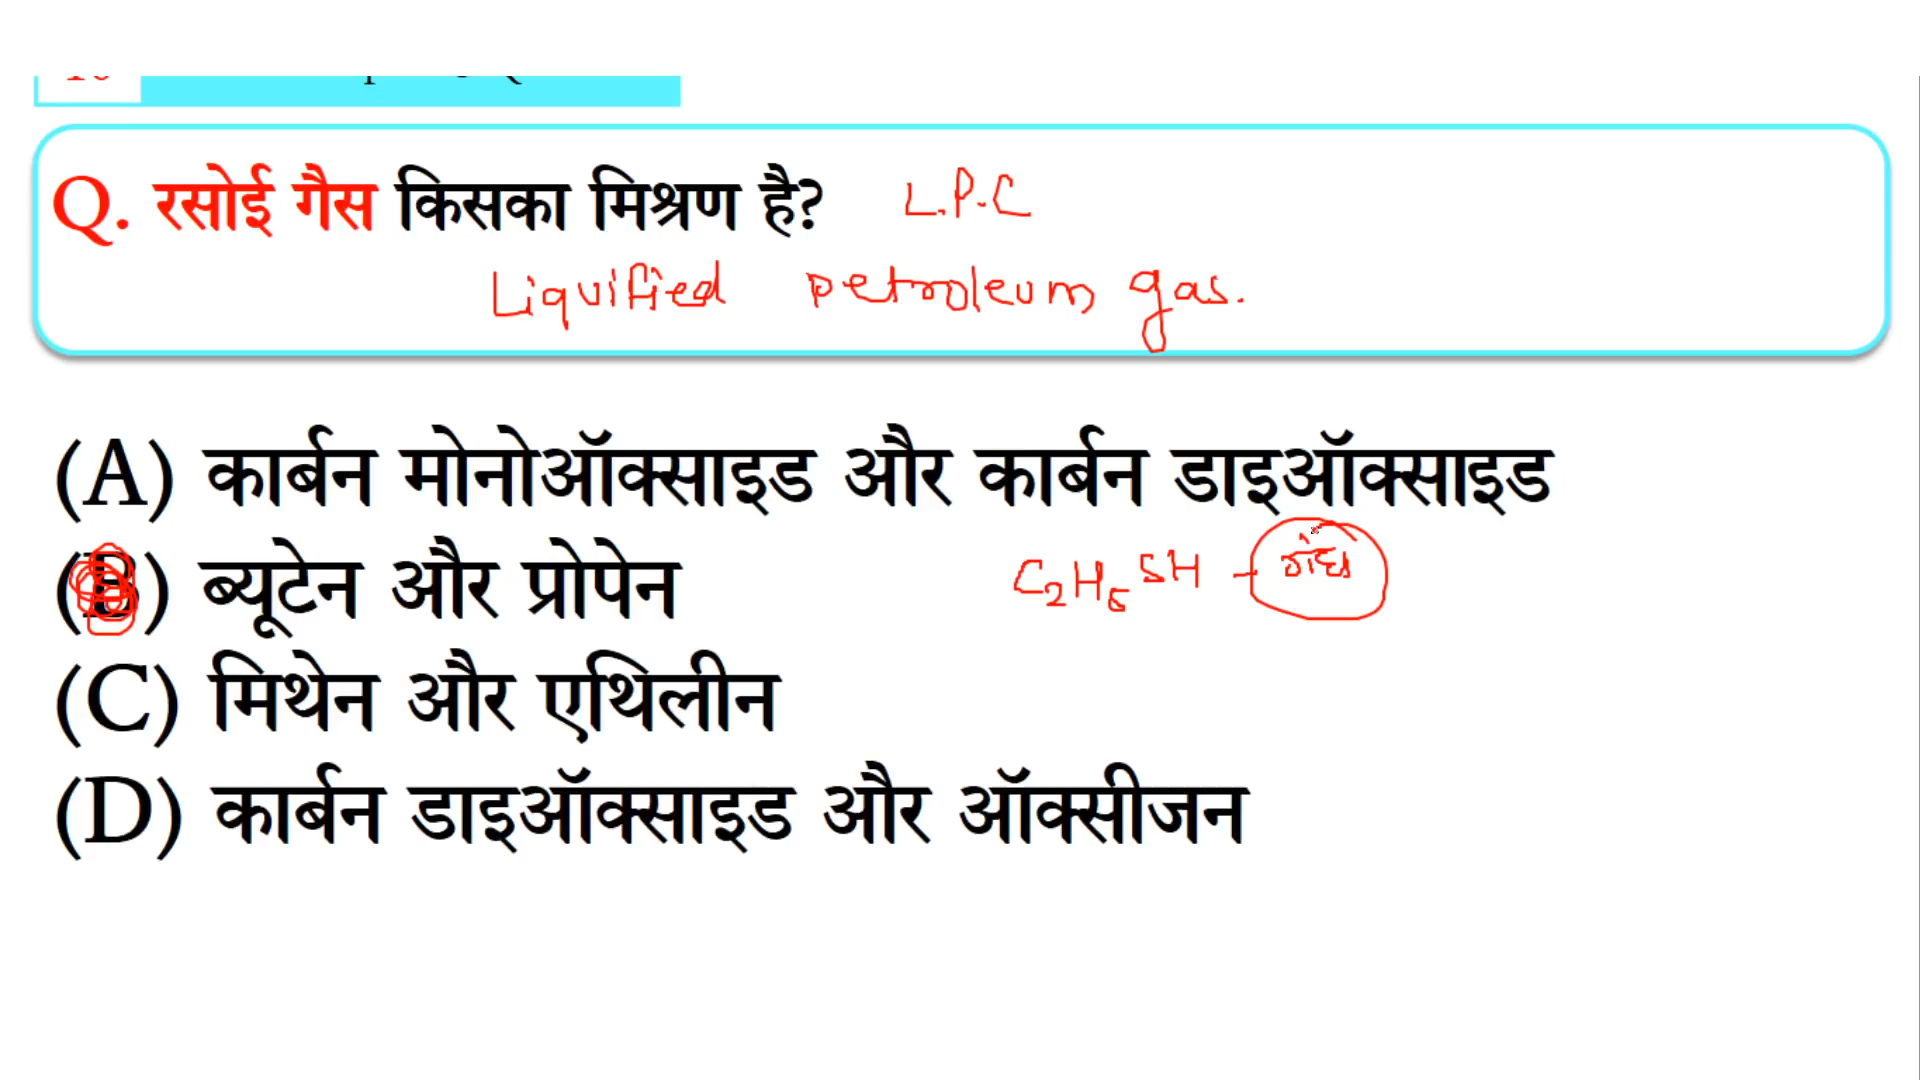 Q. रसोई गैस किसका मिश्रण है? L.P.C
Liquified petroleum gas.
(A) कार्बन मोनोऑक्साइड और कार्बन डाइऑक्साइड
(B) ब्यूटेन और प्रोपेन C₂H₅SH - गंध
(C) मिथेन और एथिलीन
(D) कार्बन डाइऑक्साइड और ऑक्सीजन